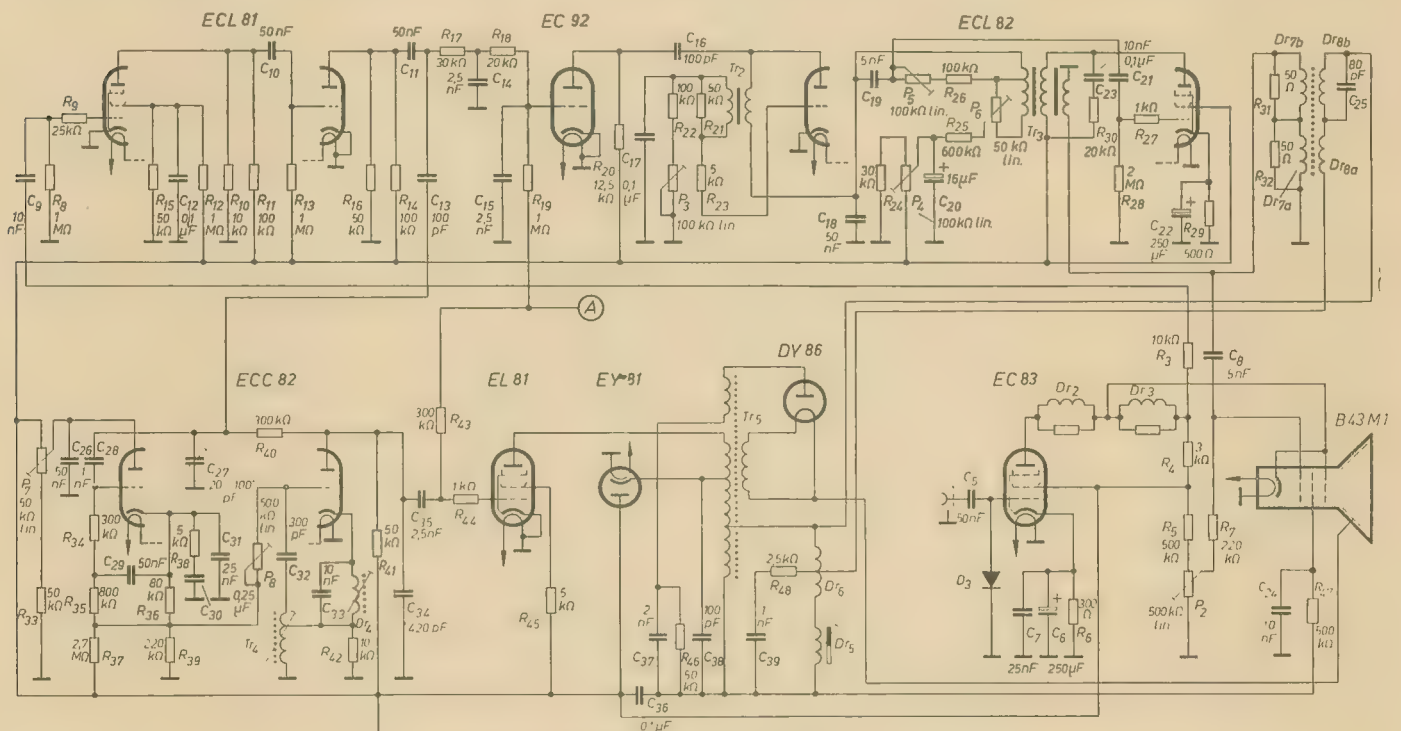 ECL 81
EC 92
ECL 82
50nF
C10
R9
25kΩ
C9
10 nF
R8
1 MΩ
R15
50 kΩ
C12
0,1 µF
R12
1 MΩ
R10
10 kΩ
R11
100 kΩ
R13
1 MΩ
R16
50 kΩ
R14
100 kΩ
50nF
C11
R17
30kΩ
2,5 nF
C14
R18
20kΩ
C13
100 pF
C15
2,5 nF
R19
1 MΩ
R20
12,5 kΩ
C17
0,1 µF
C16
100 pF
Tr2
100 kΩ
R22
50 kΩ
R21
P3
100 kΩ lin.
5 kΩ
R23
C18
50 nF
5nF
C19
P5
100kΩ lin.
100kΩ
R26
P6
50 kΩ lin.
R25
600kΩ
30 kΩ
R24
P4
100kΩ lin.
16µF
C20
Tr3
10nF
C23
R30
20kΩ
0,1µF
C21
1kΩ
R27
2 MΩ
R28
C22
250 µF
R29
500Ω
Dr7b
Dr8b
50 Ω
R31
50 Ω
R32
Dr7a
80 pF
C25
Dr8a
A
ECC 82
EL 81
EY 81
DY 86
EC 83
B43M1
P7
50 kΩ lin.
R33
50 kΩ
C26
50 nF
C28
1 nF
R34
300 kΩ
C29
50nF
R35
800 kΩ
R37
2,7 MΩ
R36
80 kΩ
R39
220 kΩ
5 kΩ
R38
C30
0,25 µF
C31
25 nF
C27
20 pF
300kΩ
R40
500 kΩ lin
P8
100 pF
300 pF
C32
Tr4
10 nF
C33
Dr4
R42
10 kΩ
50 kΩ
R41
C34
420 pF
C35
2,5nF
300 kΩ
R43
1kΩ
R44
5 kΩ
R45
C36
2 nF
C37
R46
50 kΩ
100 pF
C38
1 nF
C39
Tr5
2,5kΩ
R48
Dr6
Dr5
C5
50nF
D3
C7
25nF
C6
250µF
300 Ω
R6
Dr2
Dr3
10kΩ
R3
3 kΩ
R4
R5
500 kΩ
P2
500kΩ lin.
R7
220 kΩ
C8
5nF
C24
10 nF
500 kΩ